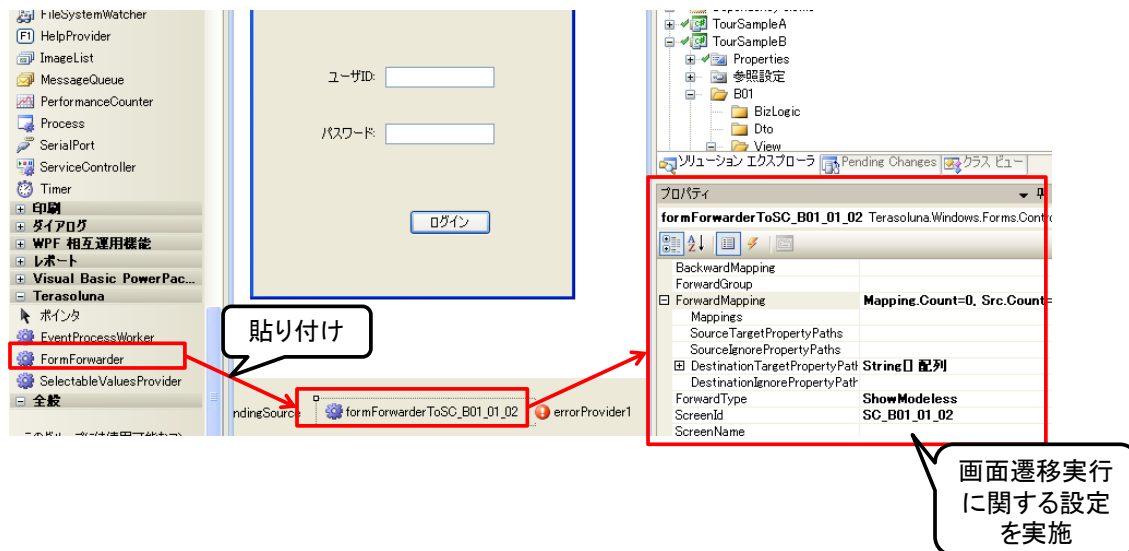 FileSystemWatcher
HelpProvider
ImageList
MessageQueue
PerformanceCounter
Process
SerialPort
ServiceController
Timer
印刷
ダイアログ
WPF 相互運用機能
レポート
Visual Basic PowerPac...
Terasoluna
ポインタ
EventProcessWorker
FormForwarder
SelectableValuesProvider
全般
ユーザID:
パスワード:
ログイン
貼り付け
ndingSource
formForwarderToSC_B01_01_02
errorProvider1
TourSampleA
TourSampleB
Properties
参照設定
B01
BizLogic
Dto
View
ソリューション エクスプローラ
Pending Changes
クラス ビュー
プロパティ
formForwarderToSC_B01_01_02 Terasoluna.Windows.Forms.Contro
BackwardMapping
ForwardGroup
ForwardMapping Mapping.Count=0, Src.Count=
Mappings
SourceTargetPropertyPaths
SourceIgnorePropertyPaths
DestinationTargetPropertyPatl String[] 配列
DestinationIgnorePropertyPath
ForwardType ShowModeless
ScreenId SC_B01_01_02
ScreenName
画面遷移実行
に関する設定
を実施